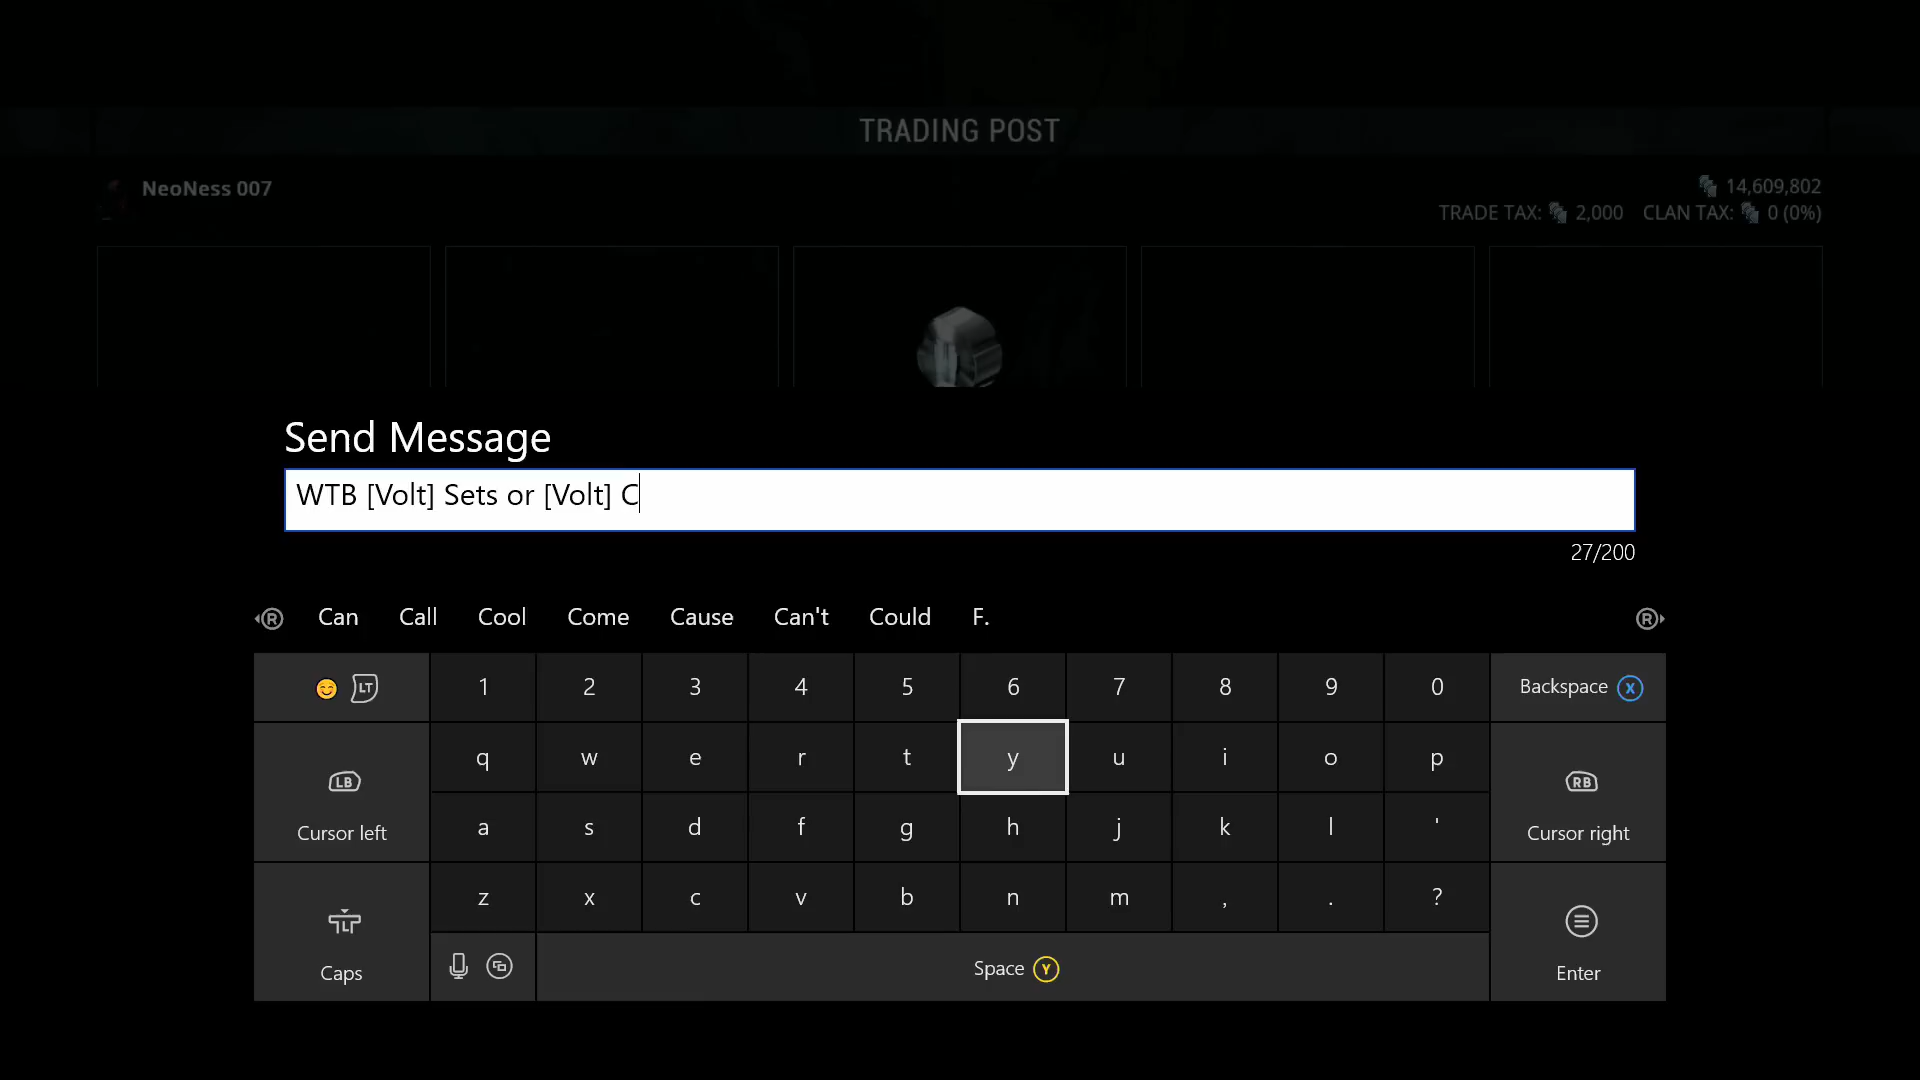 TRADING POST
NeoNess 007
14,609,802
TRADE TAX: 2,000 CLAN TAX: 0 (0%)
Send Message
WTB [Volt] Sets or [Volt] C
27/200
R Can Call Cool Come Cause Can't Could F. R
LT 1 2 3 4 5 6 7 8 9 0 Backspace X
q w e r t y u i o p
LB Cursor left
a s d f g h j k l '
RB Cursor right
z x c v b n m , . ?
Caps
Space Y
Enter